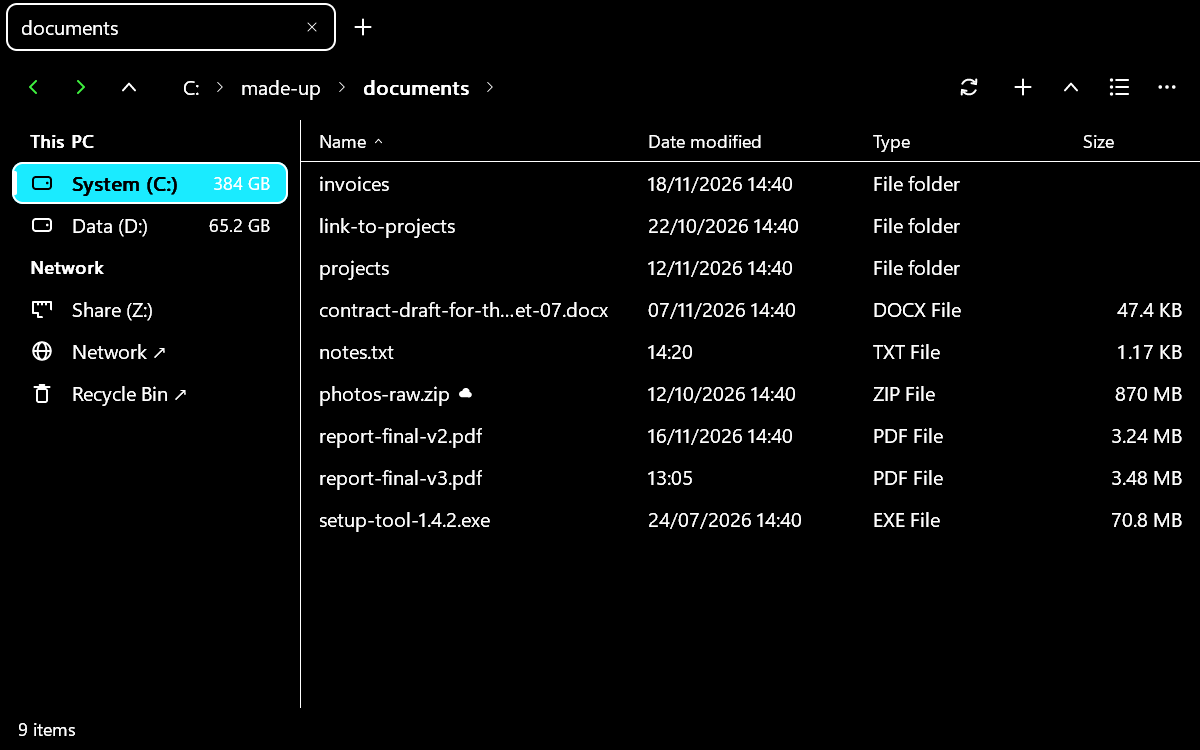 documents
C: made-up documents
This PC
System (C:) 384 GB
Data (D:) 65.2 GB
Network
Share (Z:)
Network ↗
Recycle Bin ↗
Name Date modified Type Size
invoices 18/11/2026 14:40 File folder
link-to-projects 22/10/2026 14:40 File folder
projects 12/11/2026 14:40 File folder
contract-draft-for-th...et-07.docx 07/11/2026 14:40 DOCX File 47.4 KB
notes.txt 14:20 TXT File 1.17 KB
photos-raw.zip 12/10/2026 14:40 ZIP File 870 MB
report-final-v2.pdf 16/11/2026 14:40 PDF File 3.24 MB
report-final-v3.pdf 13:05 PDF File 3.48 MB
setup-tool-1.4.2.exe 24/07/2026 14:40 EXE File 70.8 MB
9 items